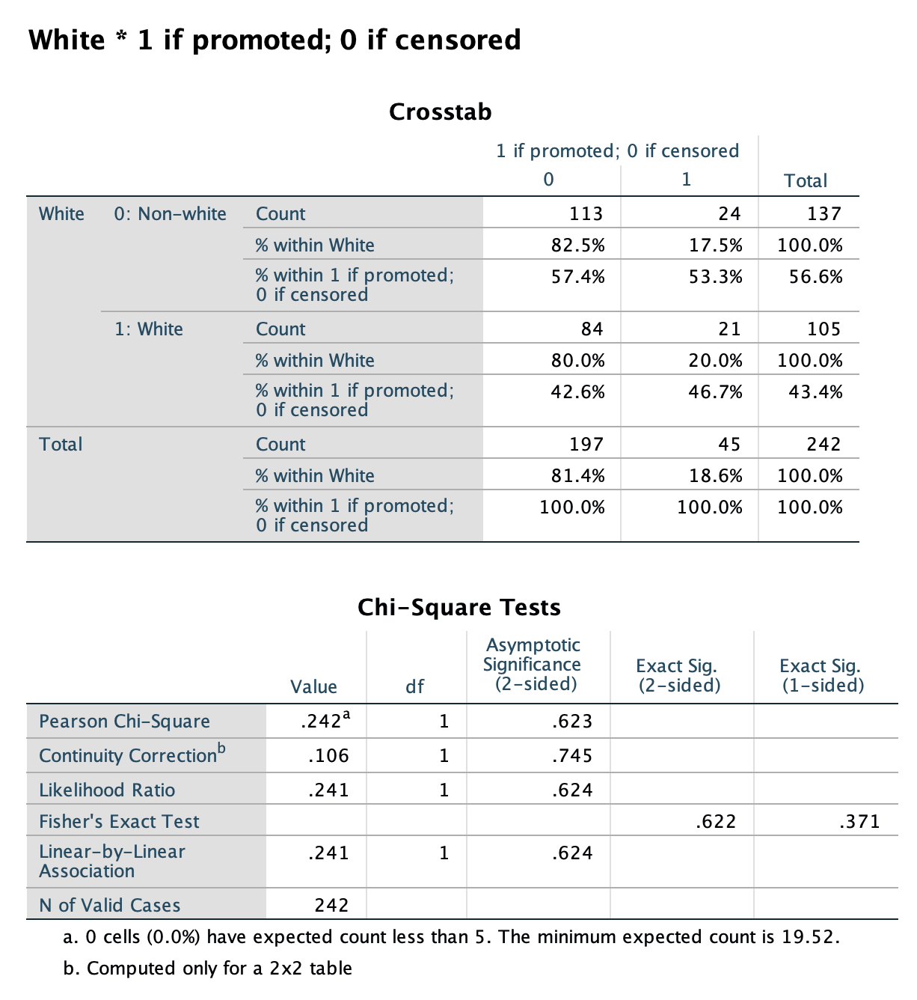 White * 1 if promoted; 0 if censored
Crosstab
1 if promoted; 0 if censored
0 1 Total
White 0: Non-white Count 113 24 137
% within White 82.5% 17.5% 100.0%
% within 1 if promoted; 0 if censored 57.4% 53.3% 56.6%
1: White Count 84 21 105
% within White 80.0% 20.0% 100.0%
% within 1 if promoted; 0 if censored 42.6% 46.7% 43.4%
Total Count 197 45 242
% within White 81.4% 18.6% 100.0%
% within 1 if promoted; 0 if censored 100.0% 100.0% 100.0%
Chi-Square Tests
Value df Asymptotic Significance (2-sided) Exact Sig. (2-sided) Exact Sig. (1-sided)
Pearson Chi-Square .242a 1 .623
Continuity Correctionb .106 1 .745
Likelihood Ratio .241 1 .624
Fisher's Exact Test .622 .371
Linear-by-Linear Association .241 1 .624
N of Valid Cases 242
a. 0 cells (0.0%) have expected count less than 5. The minimum expected count is 19.52.
b. Computed only for a 2x2 table